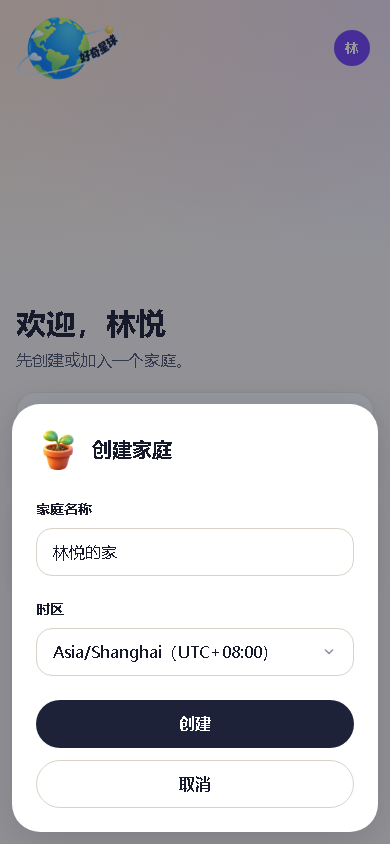 好奇星球
林
欢迎，林悦
先创建或加入一个家庭。
创建家庭
家庭名称
林悦的家
时区
Asia/Shanghai（UTC+08:00）
创建
取消